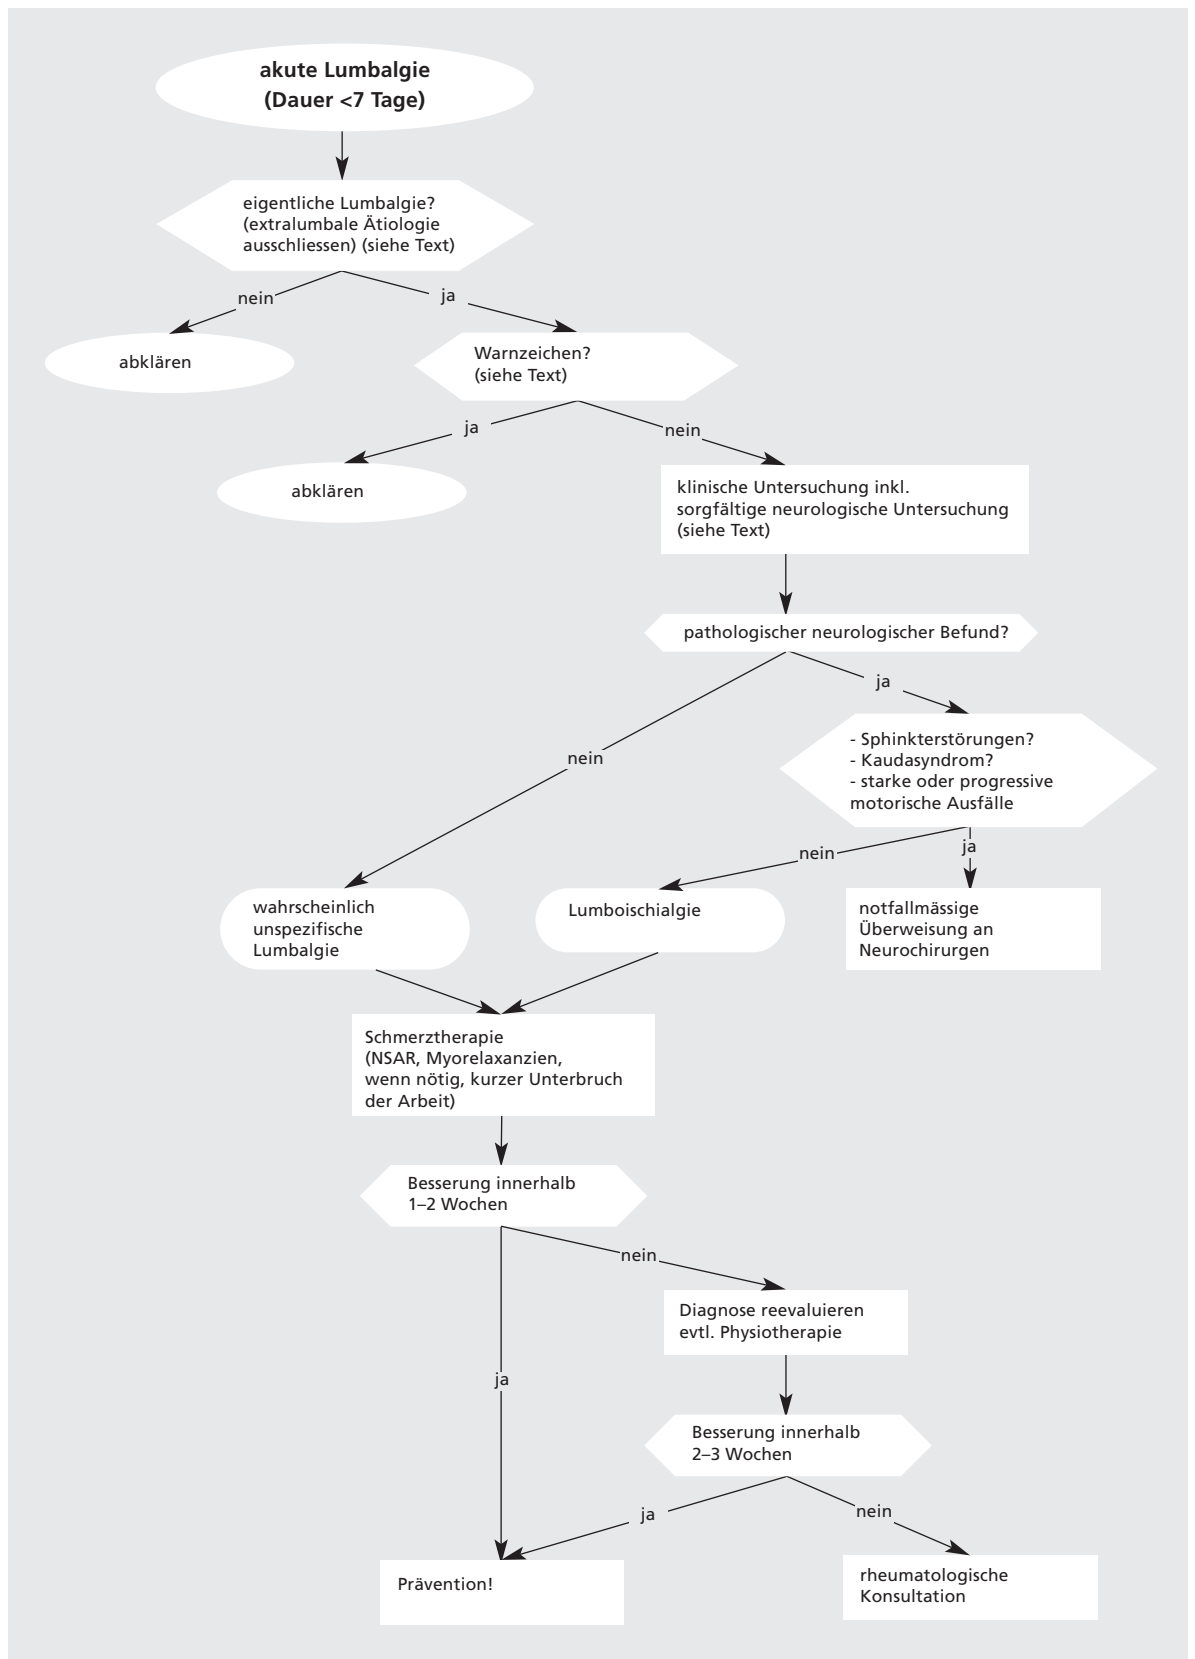 akute Lumbalgie
(Dauer <7 Tage)
eigentliche Lumbalgie?
(extralumbale Ätiologie
ausschliessen) (siehe Text)
nein
ja
abklären
Warnzeichen?
(siehe Text)
ja
nein
abklären
klinische Untersuchung inkl.
sorgfältige neurologische Untersuchung
(siehe Text)
pathologischer neurologischer Befund?
ja
nein
- Sphinkterstörungen?
- Kaudasyndrom?
- starke oder progressive
motorische Ausfälle
nein
ja
wahrscheinlich
unspezifische
Lumbalgie
Lumboischialgie
notfallmässige
Überweisung an
Neurochirurgen
Schmerztherapie
(NSAR, Myorelaxanzien,
wenn nötig, kurzer Unterbruch
der Arbeit)
Besserung innerhalb
1–2 Wochen
nein
ja
Diagnose reevaluieren
evtl. Physiotherapie
Besserung innerhalb
2–3 Wochen
ja
nein
Prävention!
rheumatologische
Konsultation